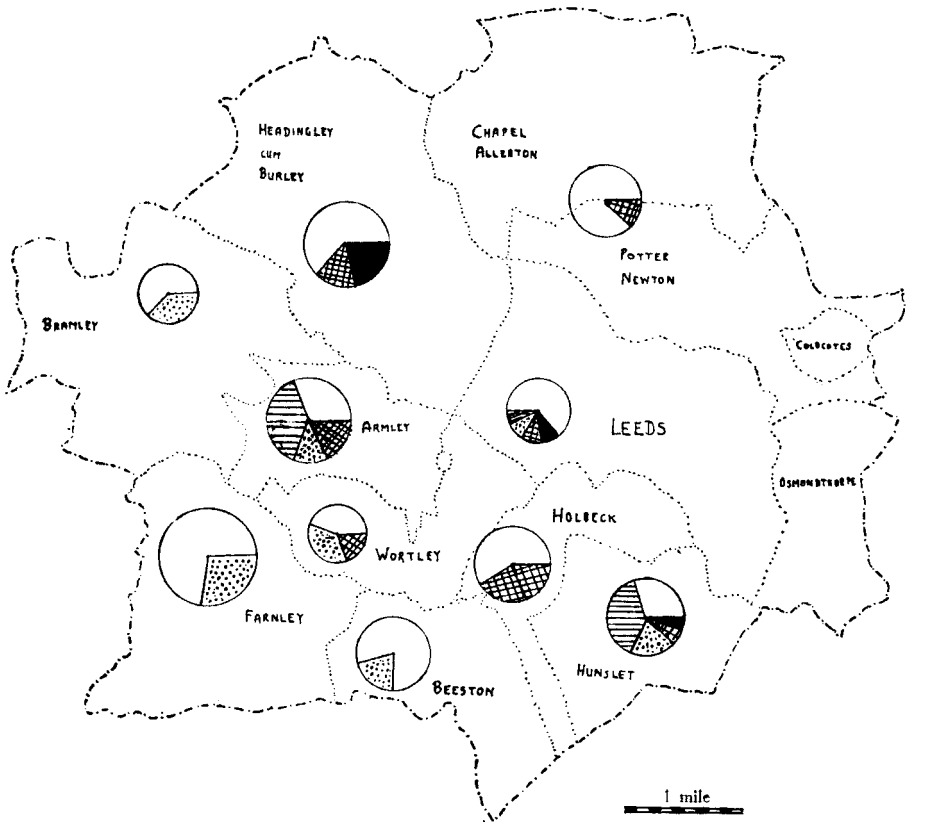 HEADINGLEY
CUM
BURLEY
CHAPEL
ALLERTON
POTTER
NEWTON
BRAMLEY
COLDCOTES
ARMLEY
LEEDS
OSMONDTHORPE
HOLBECK
WORTLEY
FARNLEY
HUNSLET
BEESTON
1 mile